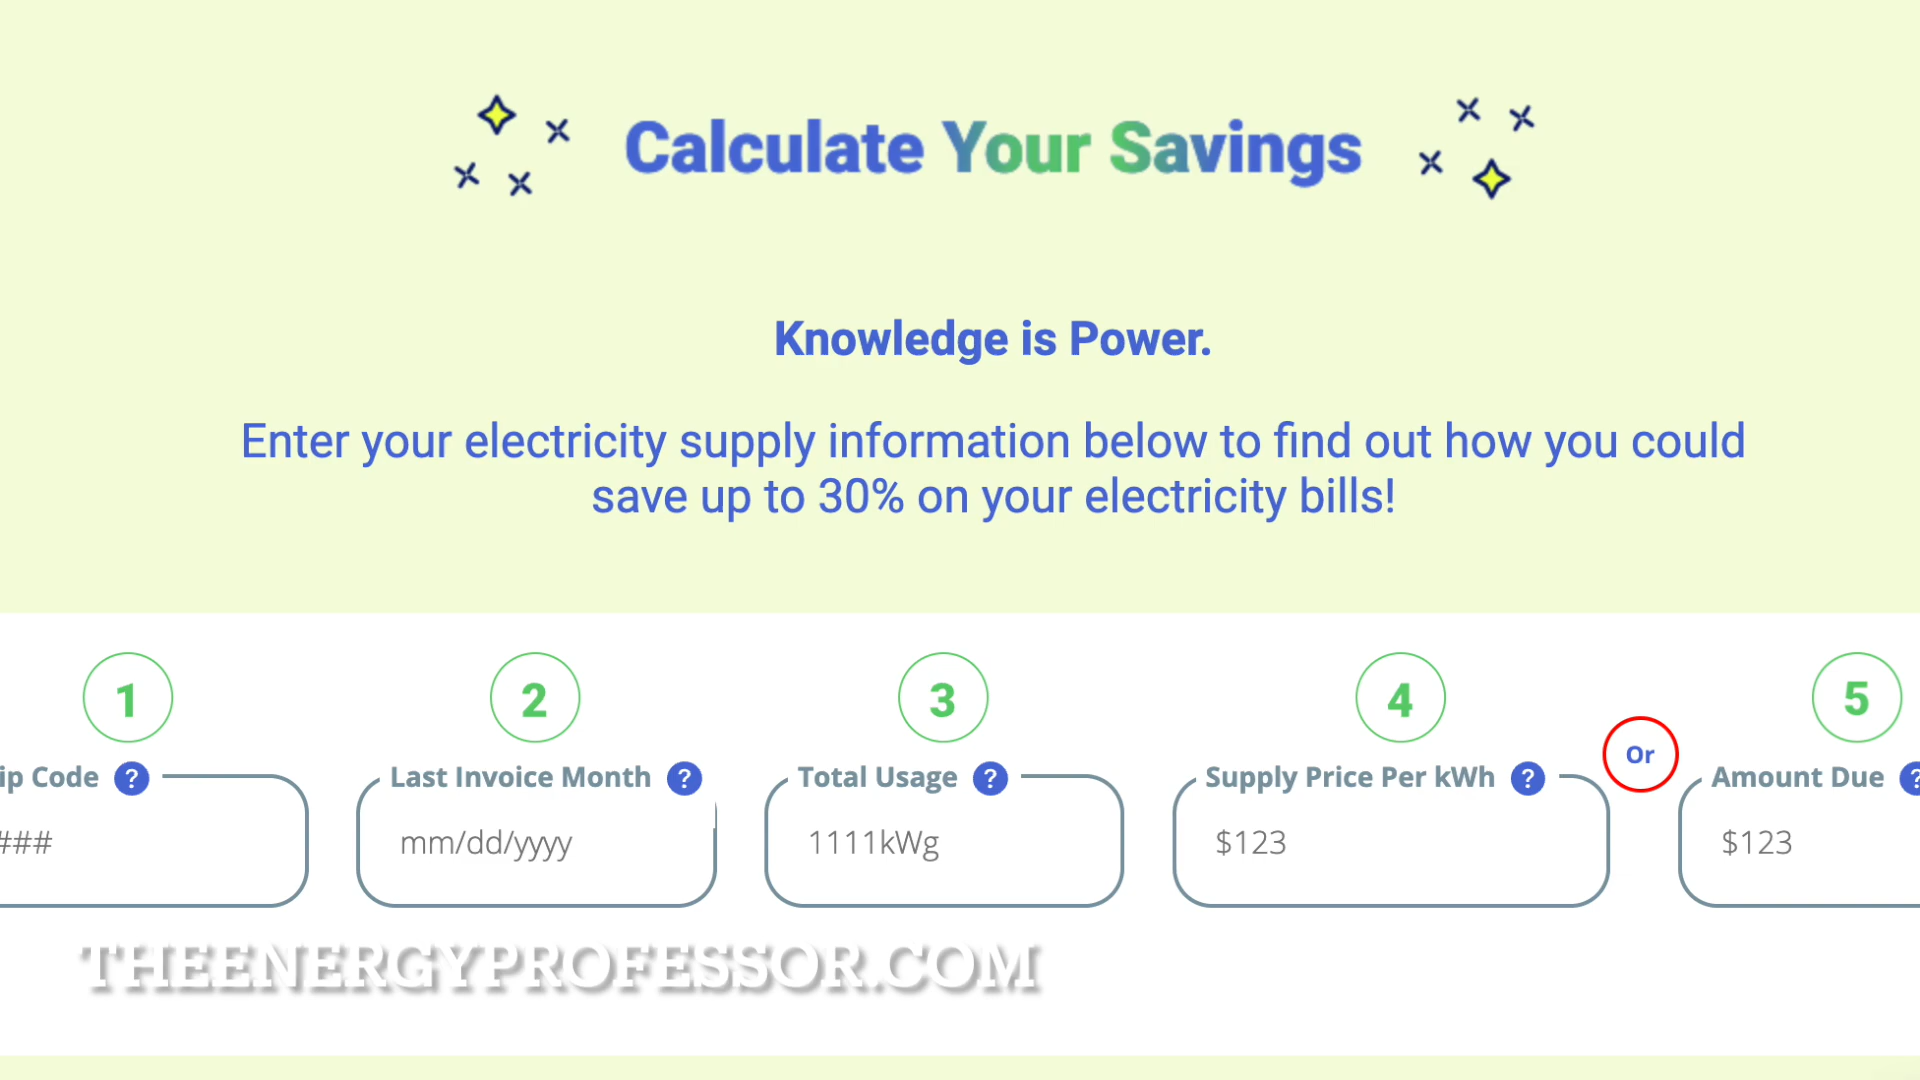 Calculate Your Savings
Knowledge is Power.
Enter your electricity supply information below to find out how you could
save up to 30% on your electricity bills!
1 2 3 4 5
Or
ip Code ? Last Invoice Month ? Total Usage ? Supply Price Per kWh ? Amount Due ?
### mm/dd/yyyy 1111kWg $123 $123
THEENERGYPROFESSOR.COM